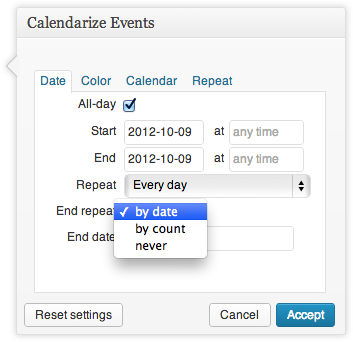 Calendarize Events
Date Color Calendar Repeat
All-day
Start 2012-10-09 at any time
End 2012-10-09 at any time
Repeat Every day
End repeat ✓ by date
by count
never
End date
Reset settings Cancel Accept